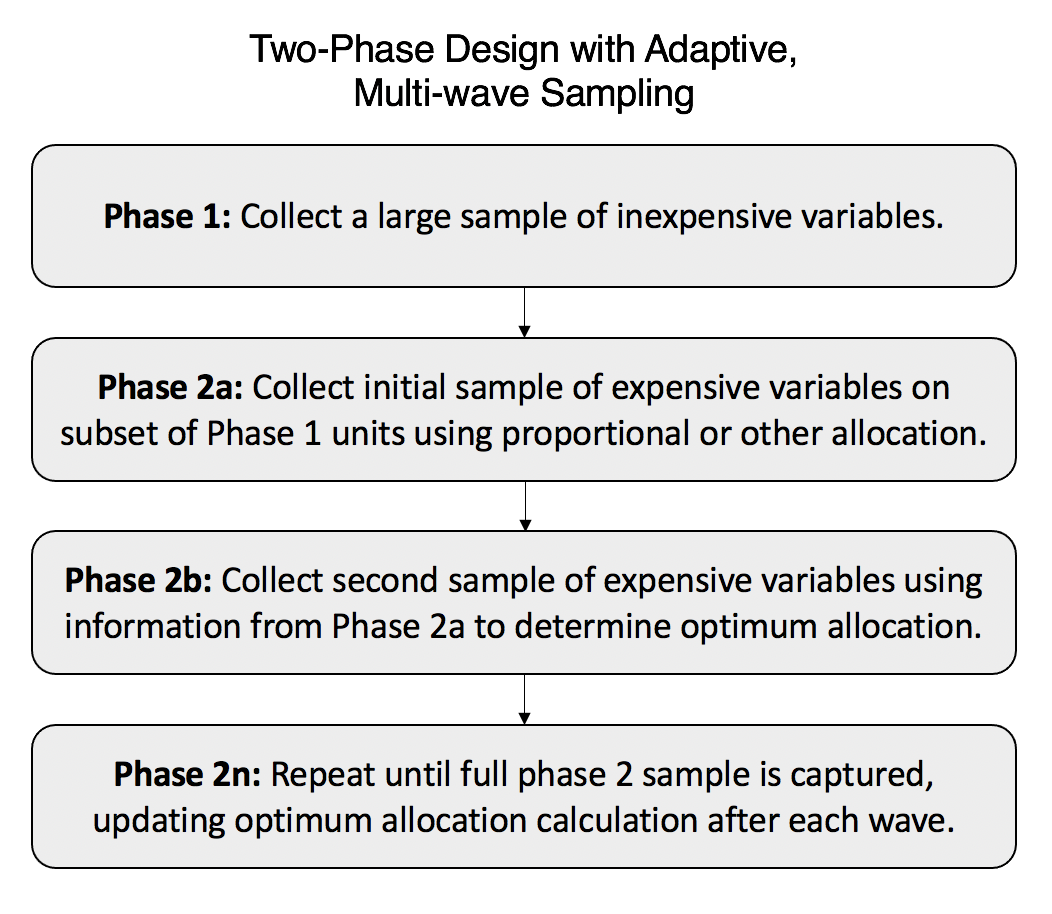 Two-Phase Design with Adaptive,
Multi-wave Sampling
Phase 1: Collect a large sample of inexpensive variables.
Phase 2a: Collect initial sample of expensive variables on
subset of Phase 1 units using proportional or other allocation.
Phase 2b: Collect second sample of expensive variables using
information from Phase 2a to determine optimum allocation.
Phase 2n: Repeat until full phase 2 sample is captured,
updating optimum allocation calculation after each wave.